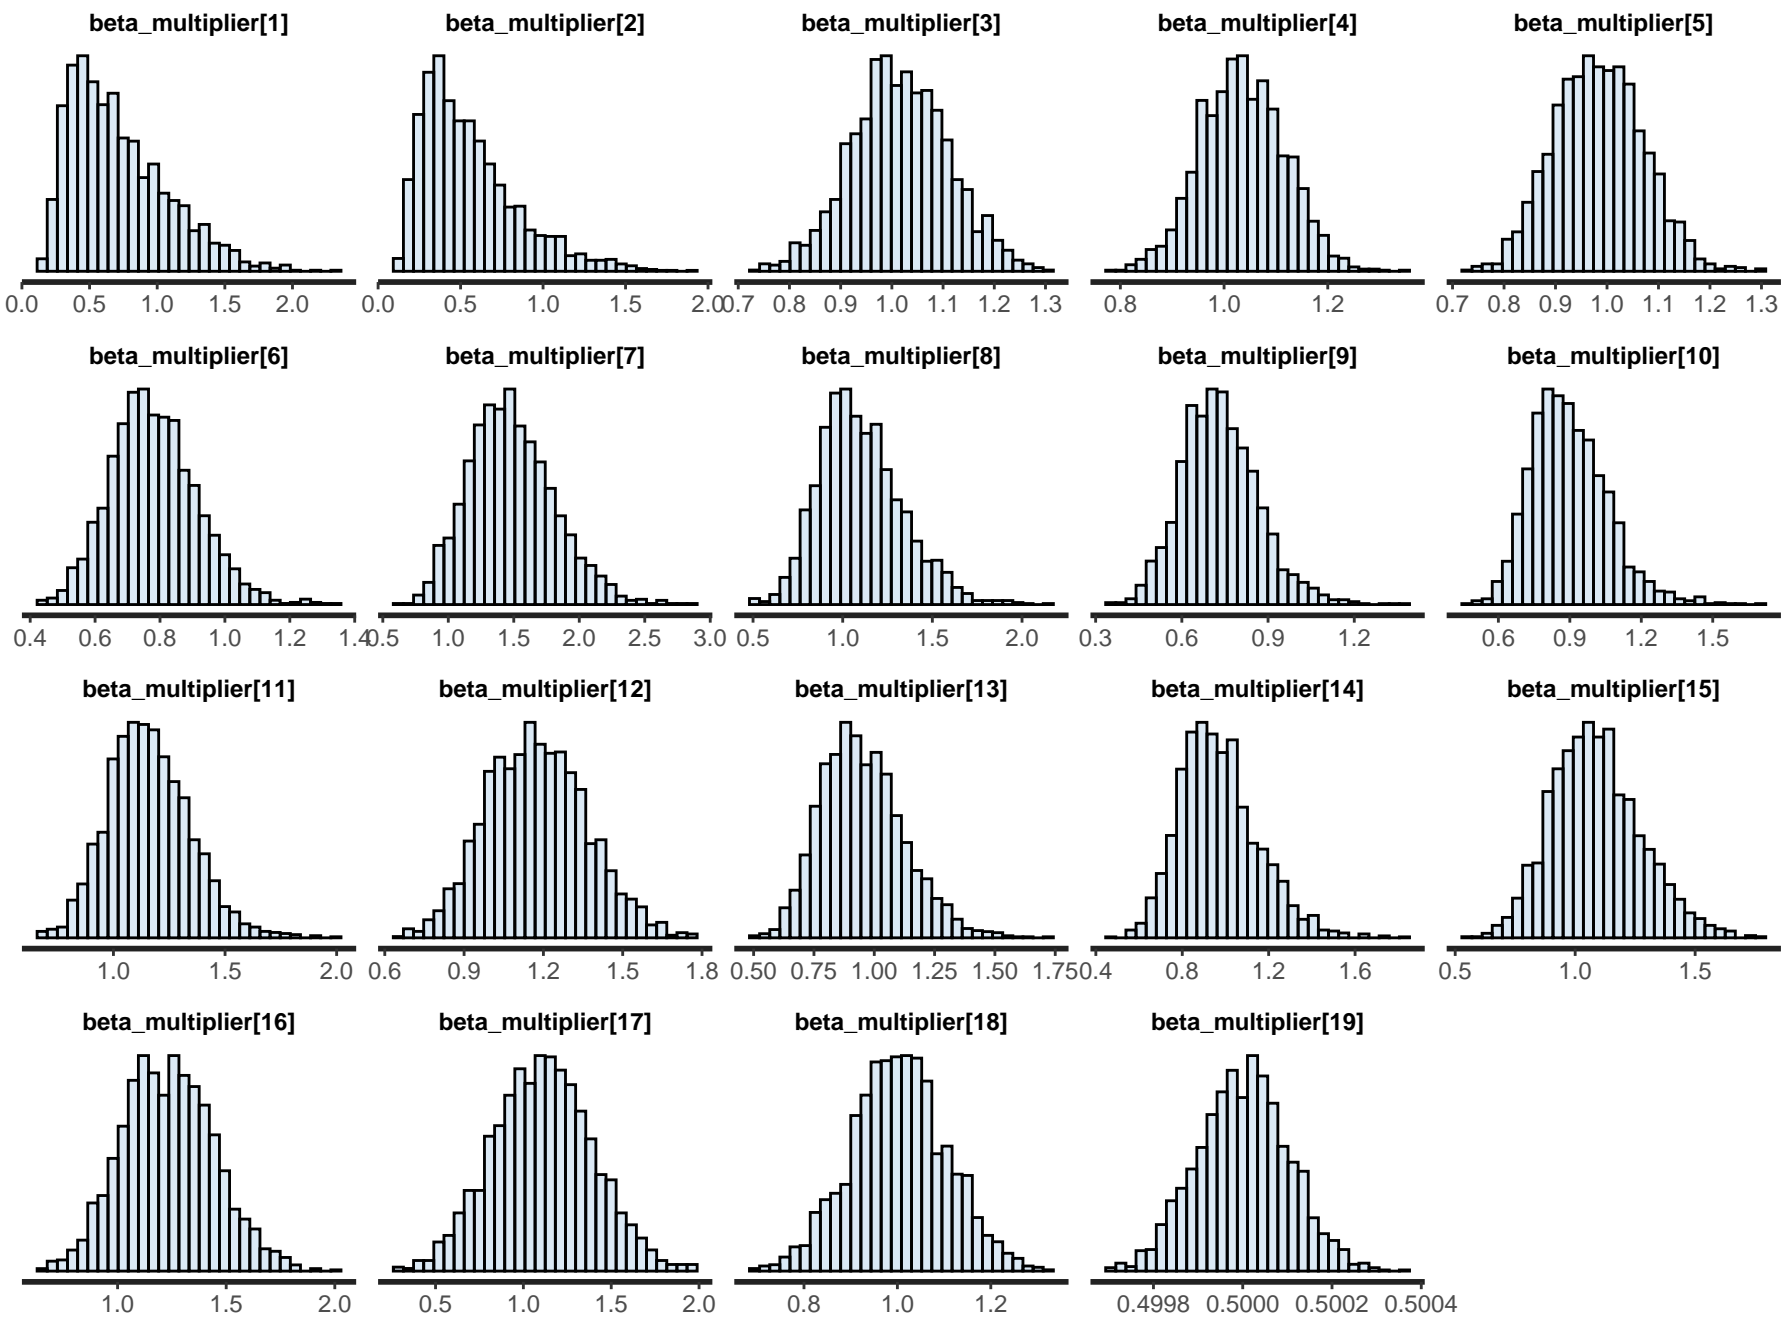 beta_multiplier[1] beta_multiplier[2] beta_multiplier[3] beta_multiplier[4] beta_multiplier[5]
0.0 0.5 1.0 1.5 2.0 0.0 0.5 1.0 1.5 2.0 0.7 0.8 0.9 1.0 1.1 1.2 1.3 0.8 1.0 1.2 0.7 0.8 0.9 1.0 1.1 1.2 1.3
beta_multiplier[6] beta_multiplier[7] beta_multiplier[8] beta_multiplier[9] beta_multiplier[10]
0.4 0.6 0.8 1.0 1.2 1.4 0.5 1.0 1.5 2.0 2.5 3.0 0.5 1.0 1.5 2.0 0.3 0.6 0.9 1.2 0.6 0.9 1.2 1.5
beta_multiplier[11] beta_multiplier[12] beta_multiplier[13] beta_multiplier[14] beta_multiplier[15]
1.0 1.5 2.0 0.6 0.9 1.2 1.5 1.8 0.50 0.75 1.00 1.25 1.50 1.75 0.4 0.8 1.2 1.6 0.5 1.0 1.5
beta_multiplier[16] beta_multiplier[17] beta_multiplier[18] beta_multiplier[19]
1.0 1.5 2.0 0.5 1.0 1.5 2.0 0.8 1.0 1.2 0.4998 0.5000 0.5002 0.5004